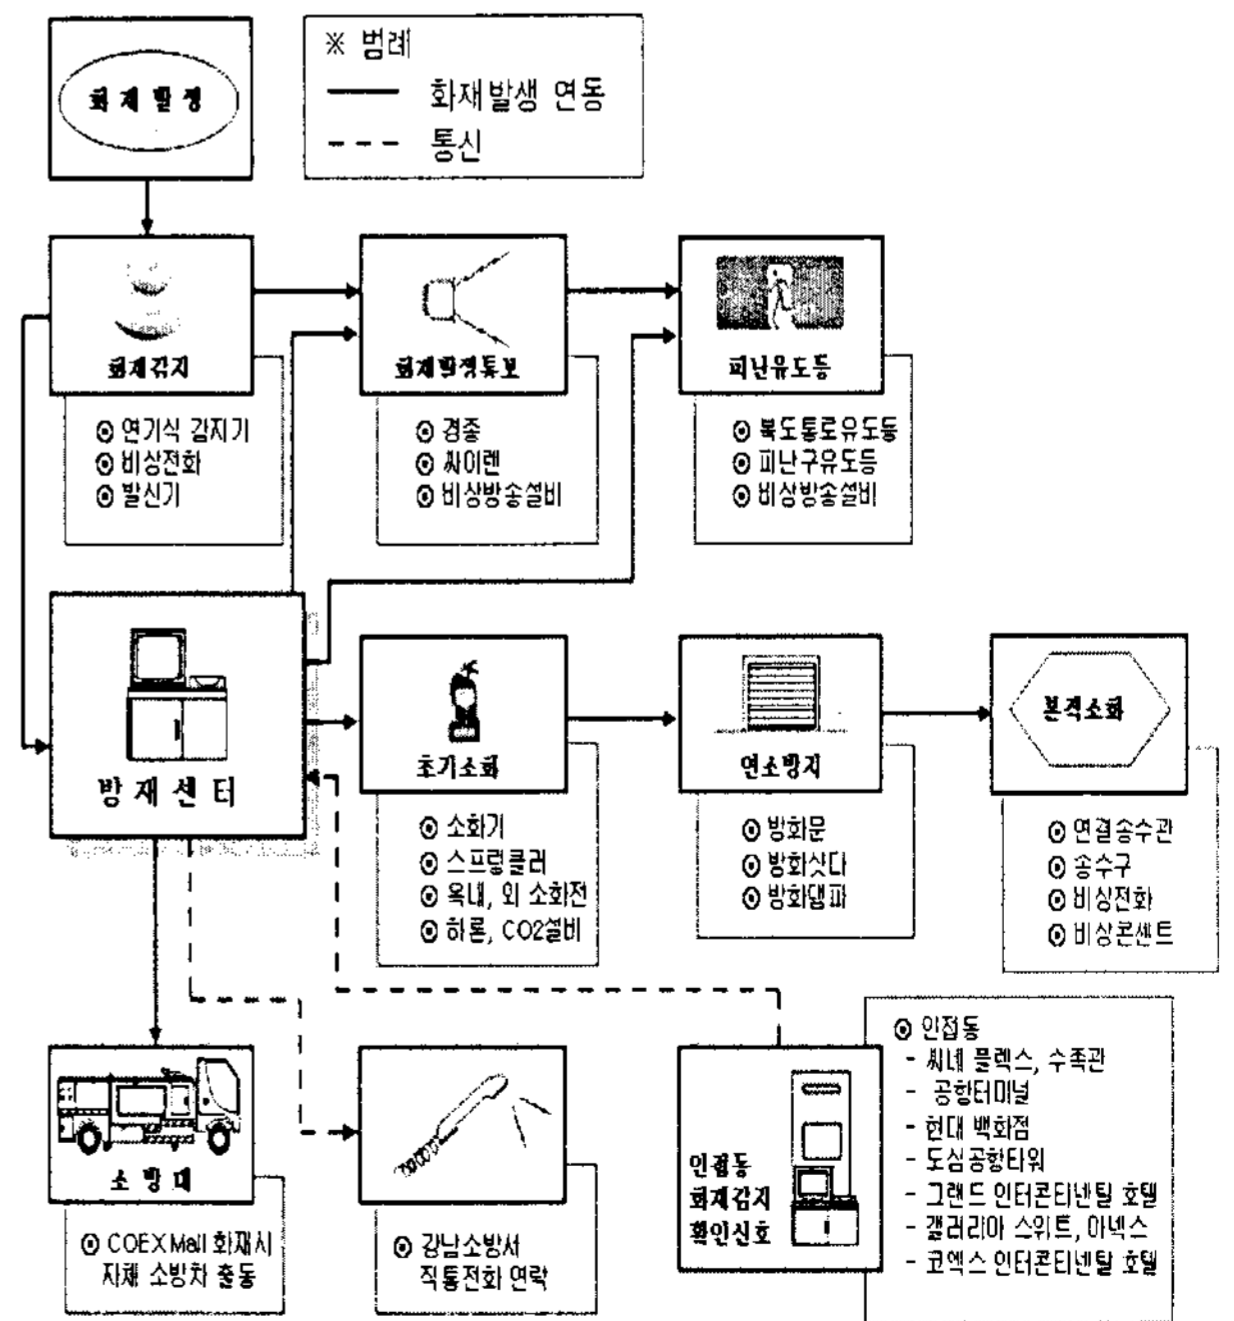 화재발생
※ 범례
화재발생 연동
통신
화재감지
⊙ 연기식 감지기
⊙ 비상전화
⊙ 발신기
화재발생통보
⊙ 경종
⊙ 싸이렌
⊙ 비상방송설비
피난유도등
⊙ 복도통로유도등
⊙ 피난구유도등
⊙ 비상방송설비
방재센터
초기소화
⊙ 소화기
⊙ 스프링클러
⊙ 옥내, 외 소화전
⊙ 하론, CO2설비
연소방지
⊙ 방화문
⊙ 방화샷다
⊙ 방화댐파
본격소화
⊙ 연결송수관
⊙ 송수구
⊙ 비상전화
⊙ 비상콘센트
소방대
⊙ COEX Mall 화재시
자체 소방차 출동
⊙ 강남소방서
직통전화 연락
인접동
화재감지
확인신호
⊙ 인접동
- 씨네 플렉스, 수족관
- 공항터미널
- 현대 백화점
- 도심공항타워
- 그랜드 인터콘티넨탈 호텔
- 갤러리아 스위트, 아넥스
- 코엑스 인터콘티넨탈 호텔